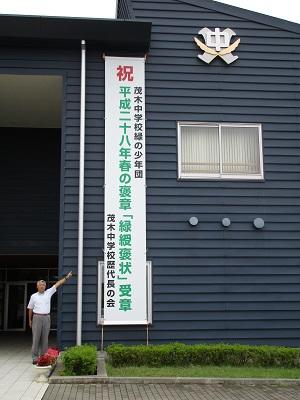 中
祝
茂木中学校緑の少年団
平成二十八年春の褒章「緑綬褒状」受章
茂木中学校歴代長の会